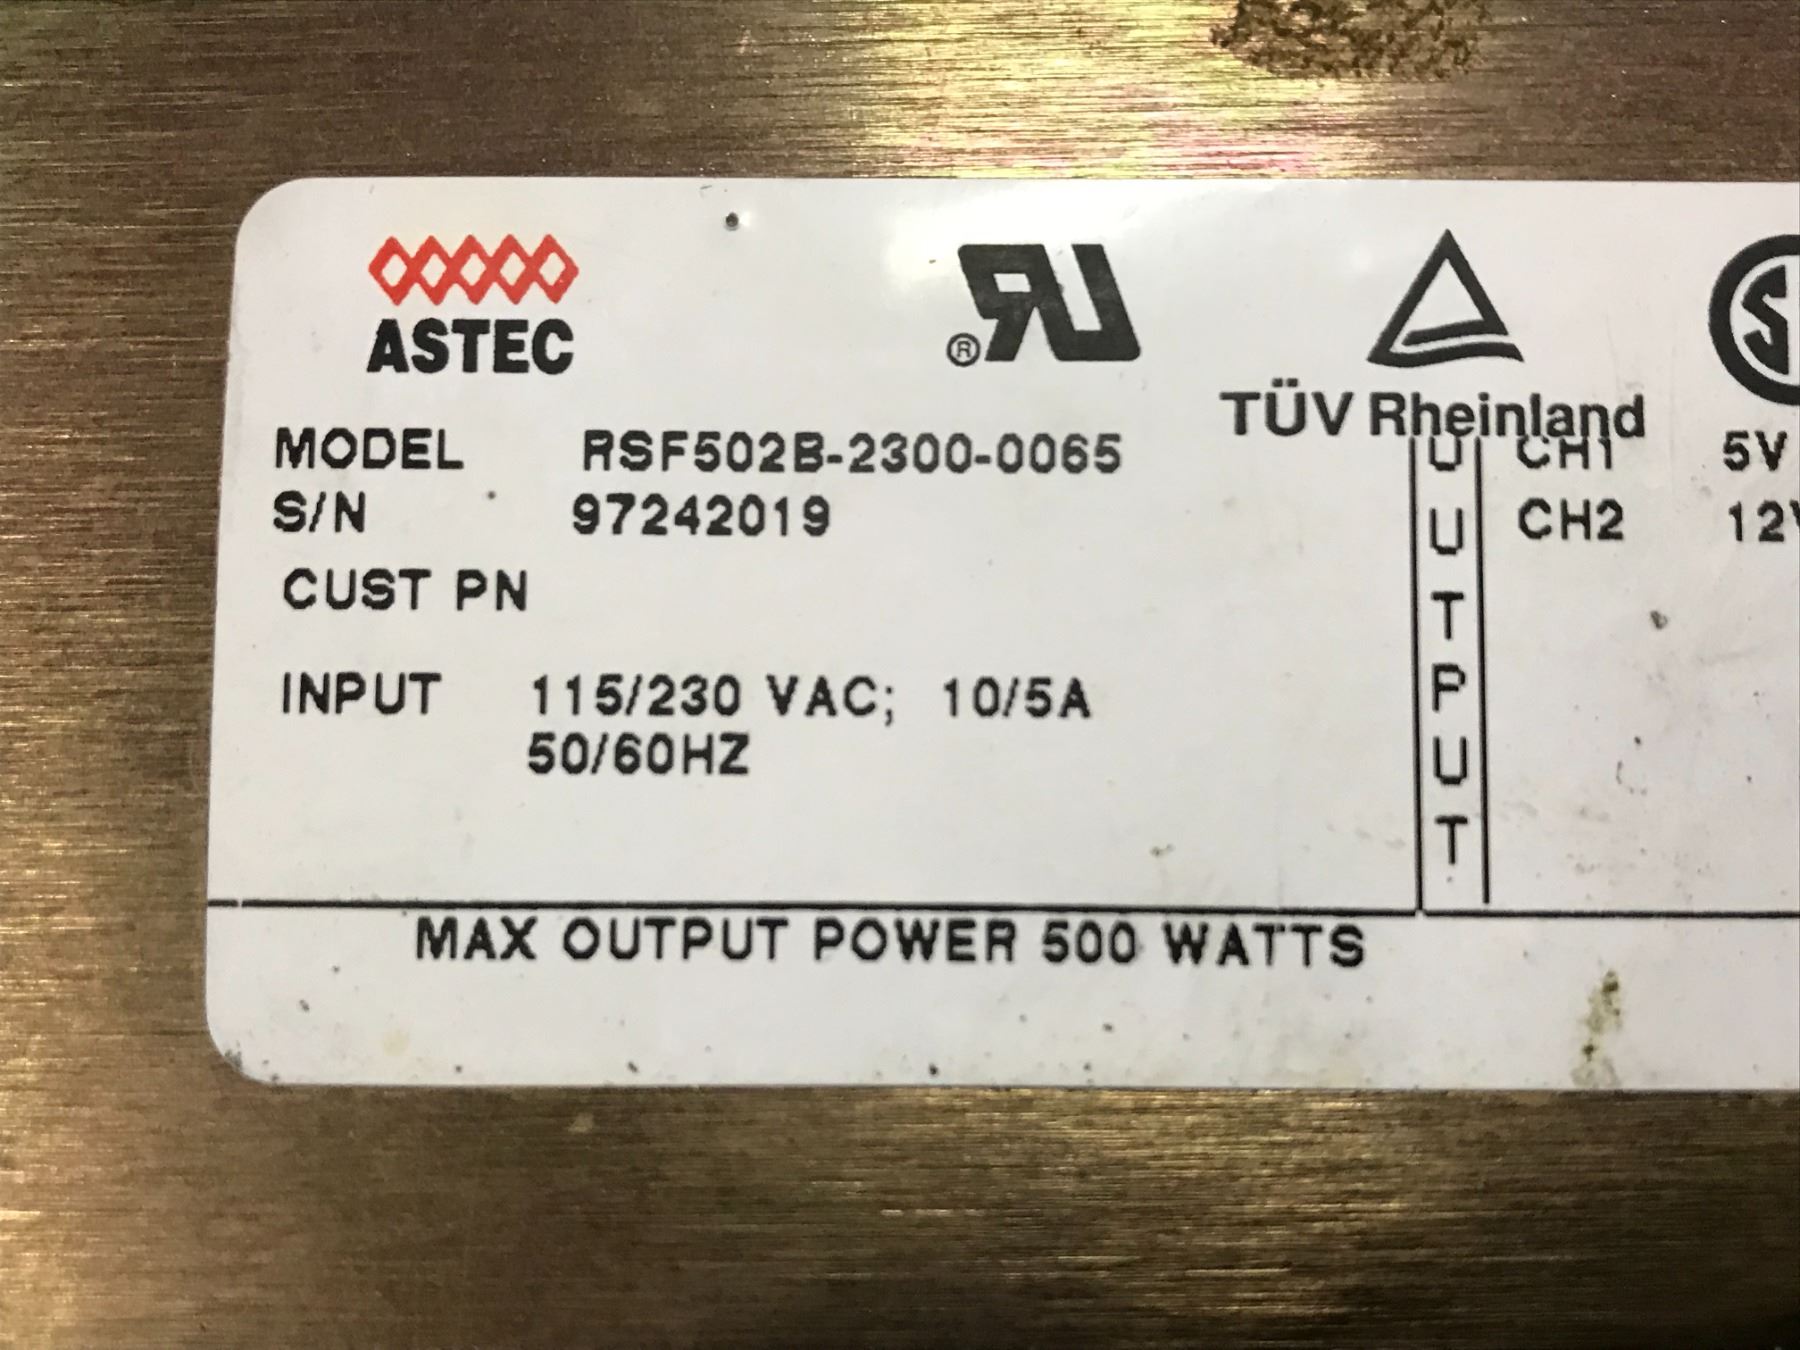 ASTEC
®
TÜV Rheinland
MODEL RSF502B-2300-0065
S/N 97242019
CUST PN
INPUT 115/230 VAC; 10/5A
50/60HZ
OUTPUT
CH1 5V
CH2 12V
MAX OUTPUT POWER 500 WATTS